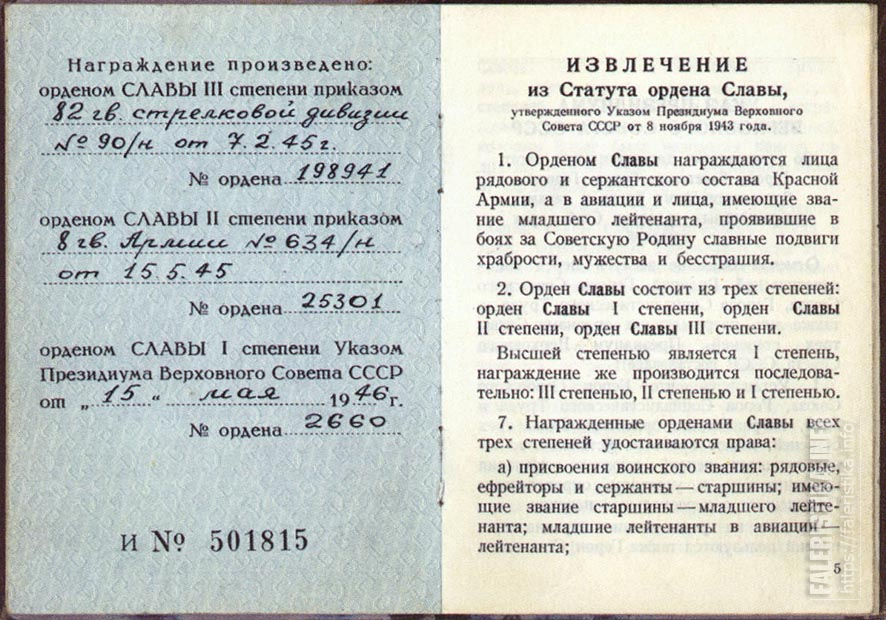 Награждение произведено:
орденом СЛАВЫ III степени приказом
82 гв. стрелковой дивизии
№ 90/н от 7.2.45г.
№ ордена 198941
орденом СЛАВЫ II степени приказом
8 гв. Армии № 634/н
от 15.5.45
№ ордена 25301
орденом СЛАВЫ I степени Указом
Президиума Верховного Совета СССР
от „15“ мая 1946 г.
№ ордена 2660
И № 501815
ИЗВЛЕЧЕНИЕ
из Статута ордена Славы,
утвержденного Указом Президиума Верховного
Совета СССР от 8 ноября 1943 года.
1. Орденом Славы награждаются лица
рядового и сержантского состава Красной
Армии, а в авиации и лица, имеющие зва-
ние младшего лейтенанта, проявившие в
боях за Советскую Родину славные подвиги
храбрости, мужества и бесстрашия.
2. Орден Славы состоит из трех степеней:
орден Славы I степени, орден Славы
II степени, орден Славы III степени.
Высшей степенью является I степень,
награждение же производится последова-
тельно: III степенью, II степенью и I степенью.
7. Награжденные орденами Славы всех
трех степеней удостаиваются права:
а) присвоения воинского звания: рядовые,
ефрейторы и сержанты—старшины; имею-
щие звание старшины—младшего лейте-
нанта; младшие лейтенанты в авиации—
лейтенанта;
5
FALERISTIKA.INFO
https://faleristika.info